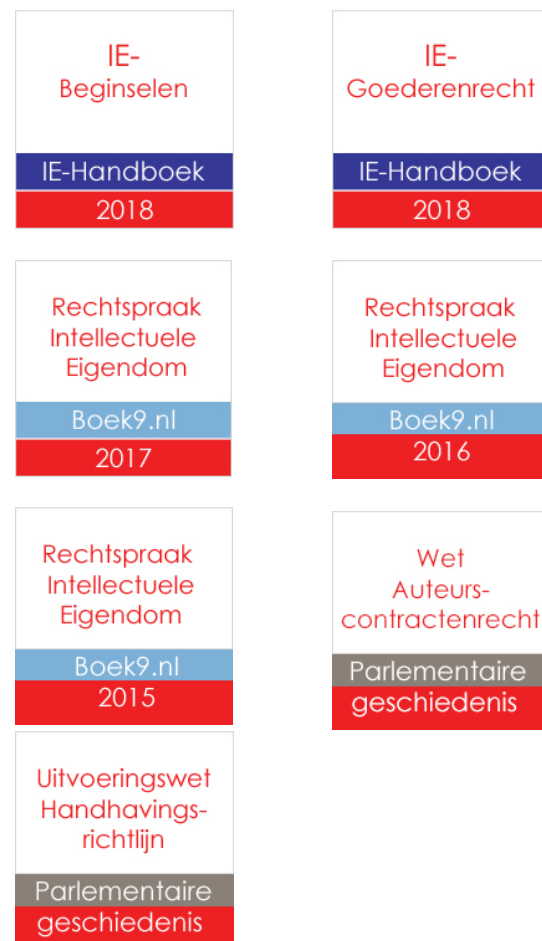 IE-
Beginselen
IE-Handboek
2018
IE-
Goederenrecht
IE-Handboek
2018
Rechtspraak
Intellectuele
Eigendom
Boek9.nl
2017
Rechtspraak
Intellectuele
Eigendom
Boek9.nl
2016
Rechtspraak
Intellectuele
Eigendom
Boek9.nl
2015
Wet
Auteurs-
contractenrecht
Parlementaire
geschiedenis
Uitvoeringswet
Handhavings-
richtlijn
Parlementaire
geschiedenis